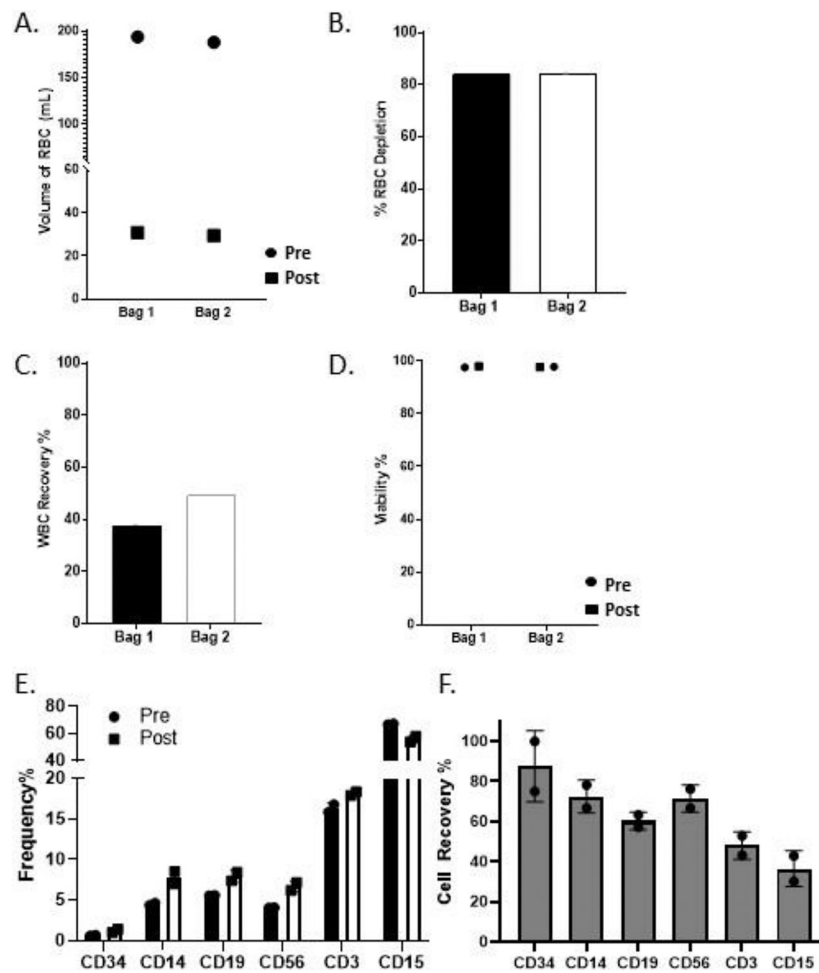 A.
200
150
100
60
40
20
0
Volume of RBC (mL)
Bag 1
Bag 2
Pre
Post
B.
100
80
60
40
20
0
% RBC Depletion
Bag 1
Bag 2
C.
100
80
60
40
20
0
WBC Recovery %
Bag 1
Bag 2
D.
100
80
60
40
20
0
Viability %
Bag 1
Bag 2
Pre
Post
E.
80
60
40
20
15
10
5
0
Frequency%
Pre
Post
CD34
CD14
CD19
CD56
CD3
CD15
F.
100
80
60
40
20
0
Cell Recovery %
CD34
CD14
CD19
CD56
CD3
CD15